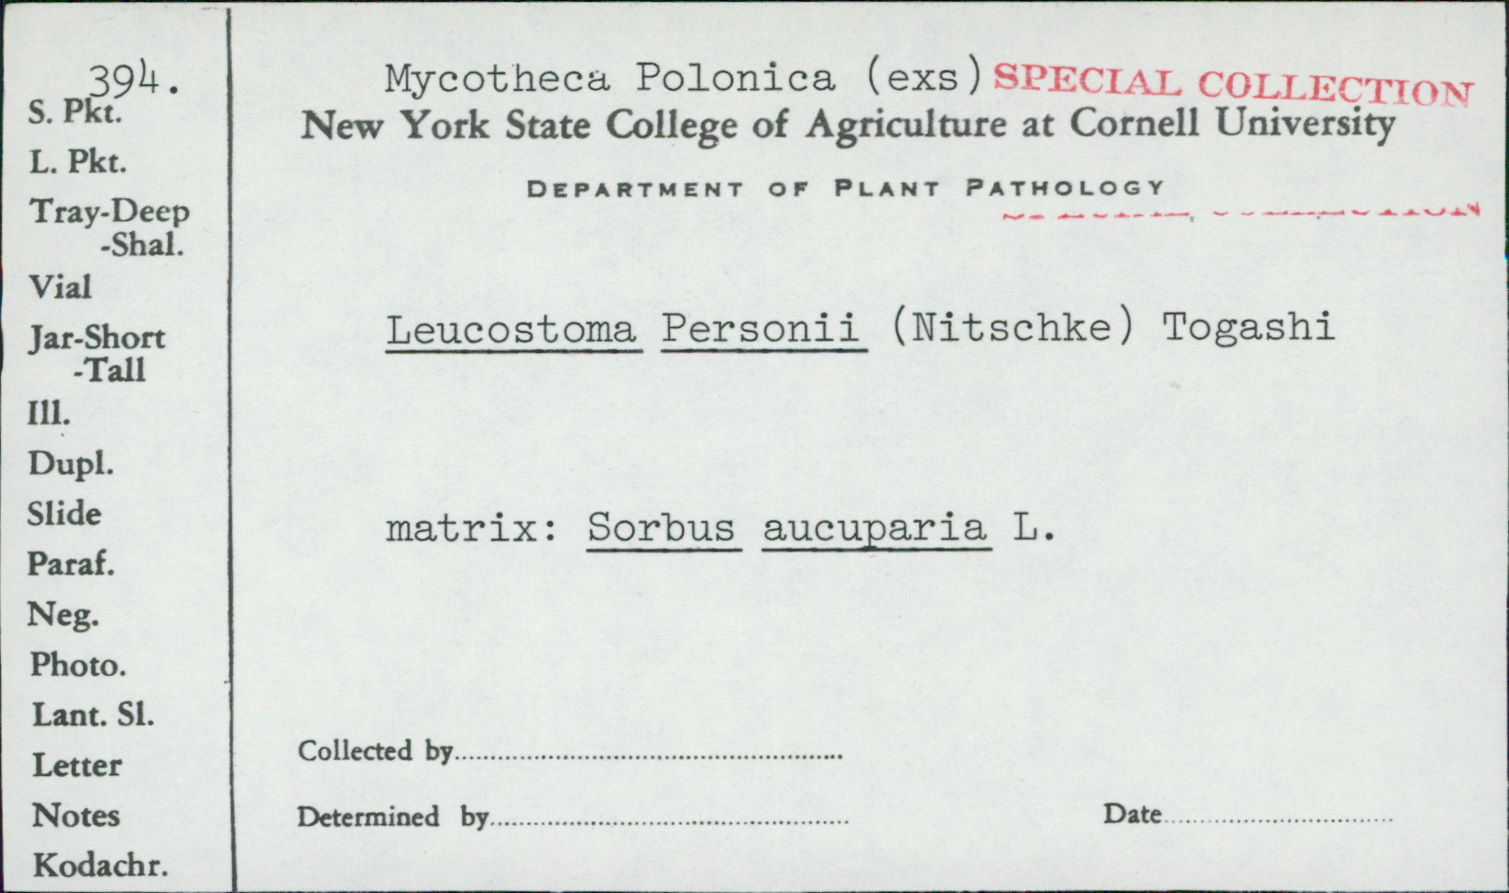 394.
S. Pkt.
L. Pkt.
Tray-Deep
-Shal.
Vial
Jar-Short
-Tall
Ill.
Dupl.
Slide
Paraf.
Neg.
Photo.
Lant. Sl.
Letter
Notes
Kodachr.
Mycotheca Polonica (exs) SPECIAL COLLECTION
New York State College of Agriculture at Cornell University
DEPARTMENT OF PLANT PATHOLOGY
Leucostoma Personii (Nitschke) Togashi
matrix: Sorbus aucuparia L.
Collected by
Determined by
Date